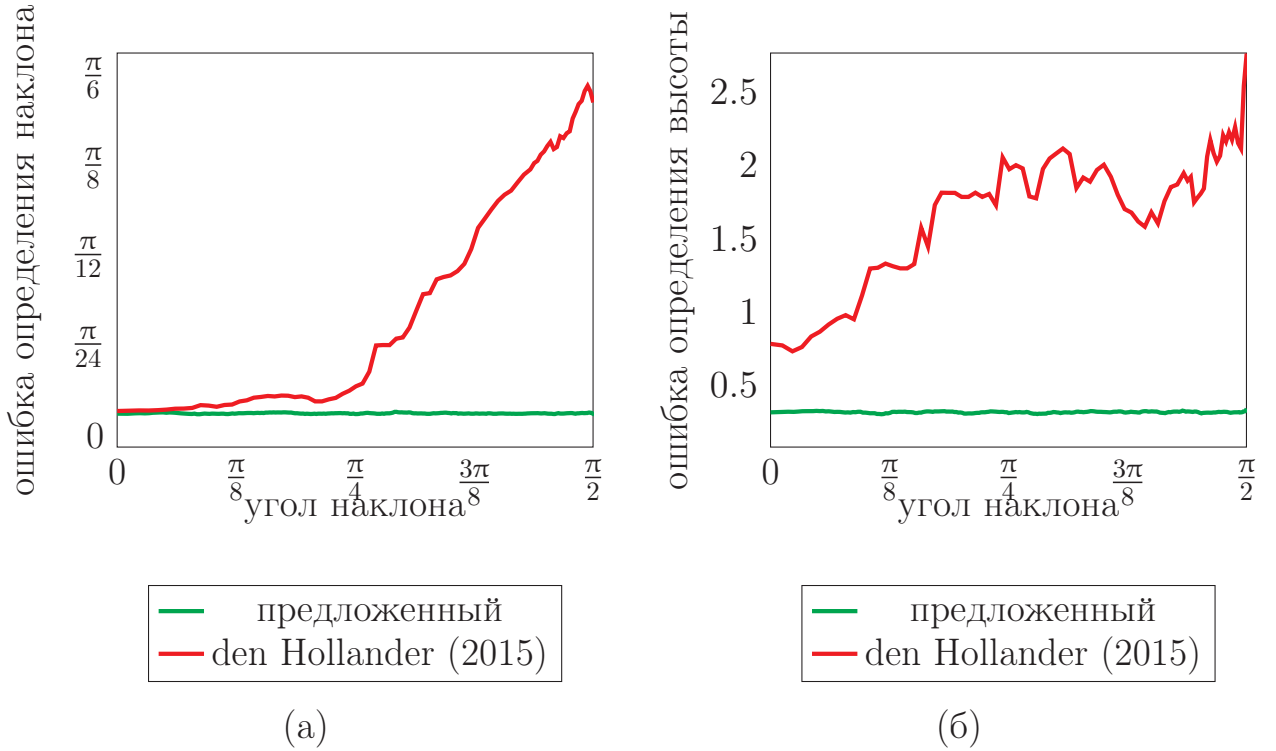 ошибка определения наклона
π/6
π/8
π/12
π/24
0
0
π/8
π/4
3π/8
π/2
угол наклона
предложенный
den Hollander (2015)
(а)
ошибка определения высоты
2.5
2
1.5
1
0.5
0
π/8
π/4
3π/8
π/2
угол наклона
предложенный
den Hollander (2015)
(б)